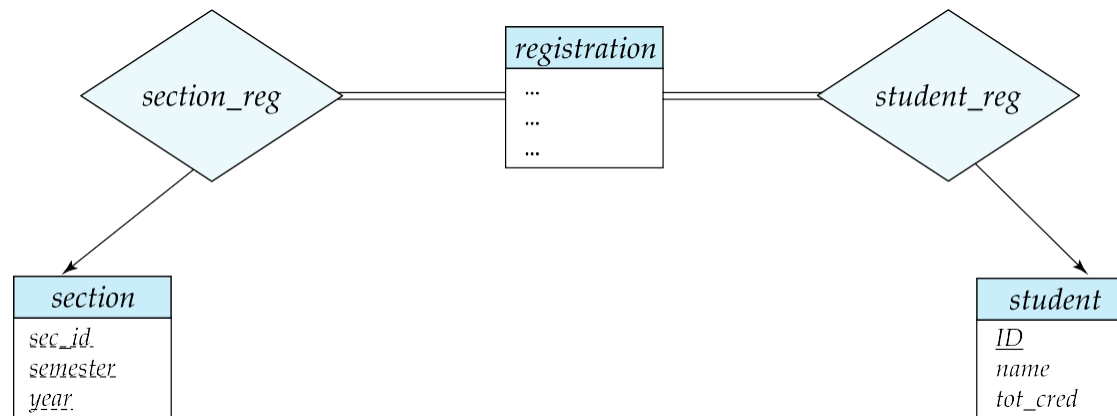 registration
section_reg
student_reg
...
...
...
section
sec_id
semester
year
student
ID
name
tot_cred